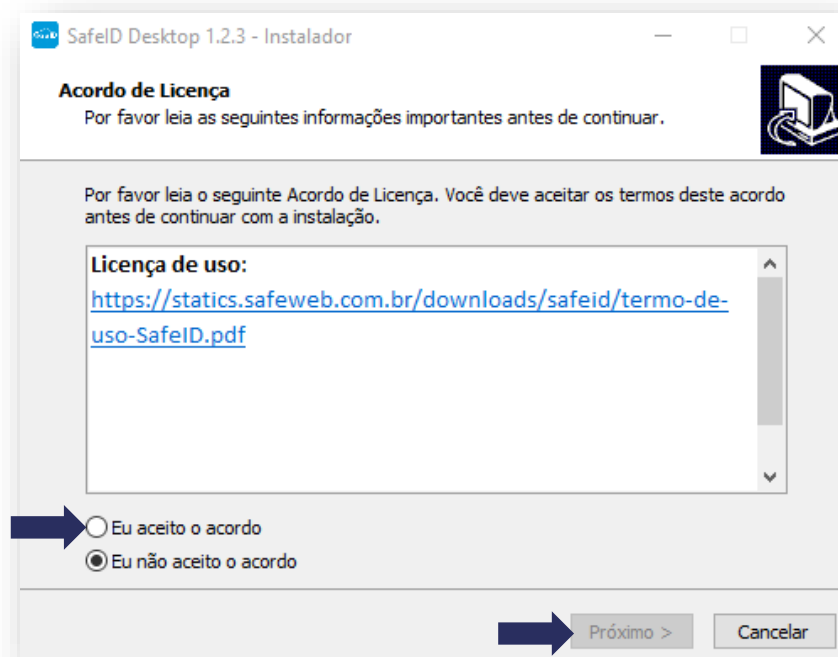 SafeID Desktop 1.2.3 - Instalador
Acordo de Licença
Por favor leia as seguintes informações importantes antes de continuar.
Por favor leia o seguinte Acordo de Licença. Você deve aceitar os termos deste acordo
antes de continuar com a instalação.
Licença de uso:
https://statics.safeweb.com.br/downloads/safeid/termo-de-
uso-SafeID.pdf
Eu aceito o acordo
Eu não aceito o acordo
Próximo >
Cancelar